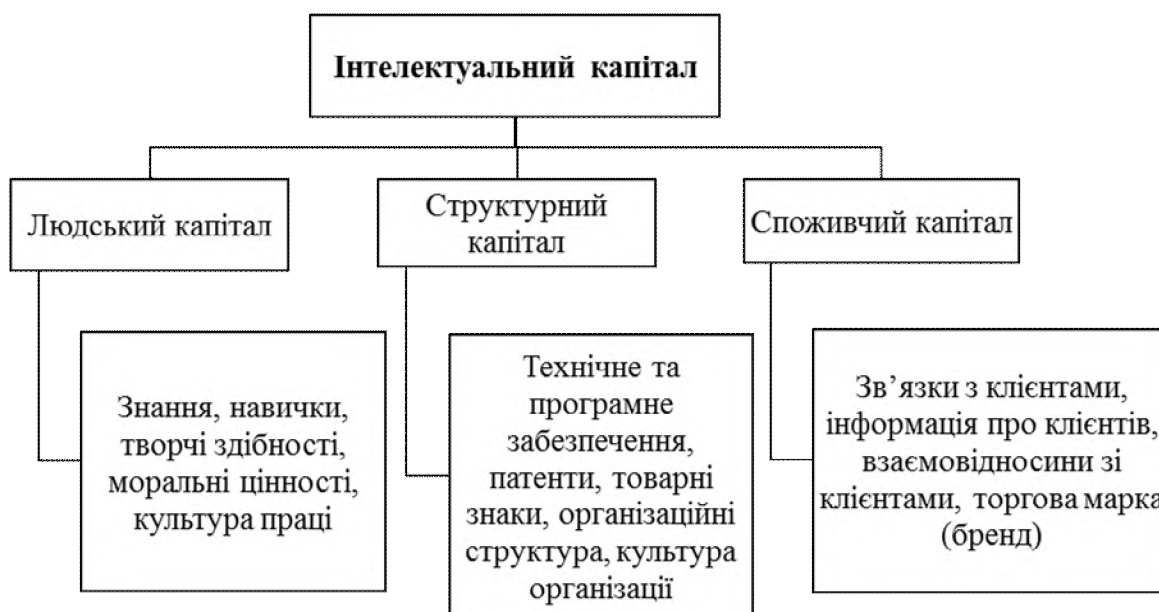 Інтелектуальний капітал
Людський капітал
Структурний
капітал
Споживчий капітал
Знання, навички,
творчі здібності,
моральні цінності,
культура праці
Технічне та
програмне
забезпечення,
патенти, товарні
знаки, організаційні
структура, культура
організації
Зв’язки з клієнтами,
інформація про клієнтів,
взаємовідносини зі
клієнтами, торгова марка
(бренд)